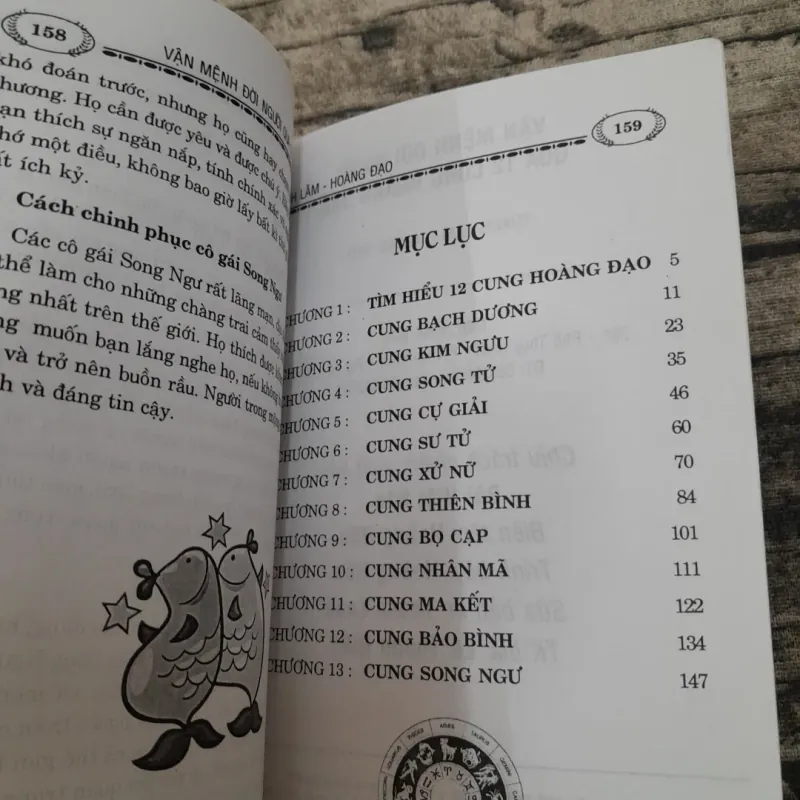 158
VẬN MỆNH ĐỜI NGƯỜI
khó đoán trước, nhưng họ cũng hay
hương. Họ cần được yêu và được chú ý.
ạn thích sự ngăn nắp, tính chính xác
hớ một điều, không bao giờ lấy bất kì
ất ích kỷ.
Cách chinh phục cô gái Song Ngư
Các cô gái Song Ngư rất lãng mạn,
thể làm cho những chàng trai cảm thấy
ng nhất trên thế giới. Họ thích được
ng muốn bạn lắng nghe họ, nếu không
và trở nên buồn rầu. Người trong mộng
h và đáng tin cậy.
LÂM - HOÀNG ĐẠO
159
MỤC LỤC
CHƯƠNG 1 : TÌM HIỂU 12 CUNG HOÀNG ĐẠO 5
CHƯƠNG 2 : CUNG BẠCH DƯƠNG 11
CHƯƠNG 3 : CUNG KIM NGƯU 23
CHƯƠNG 4 : CUNG SONG TỬ 35
CHƯƠNG 5 : CUNG CỰ GIẢI 46
CHƯƠNG 6 : CUNG SƯ TỬ 60
CHƯƠNG 7 : CUNG XỬ NỮ 70
CHƯƠNG 8 : CUNG THIÊN BÌNH 84
CHƯƠNG 9 : CUNG BỌ CẠP 101
CHƯƠNG 10 : CUNG NHÂN MÃ 111
CHƯƠNG 11 : CUNG MA KẾT 122
CHƯƠNG 12 : CUNG BẢO BÌNH 134
CHƯƠNG 13 : CUNG SONG NGƯ 147
PISCES ARIES TAURUS